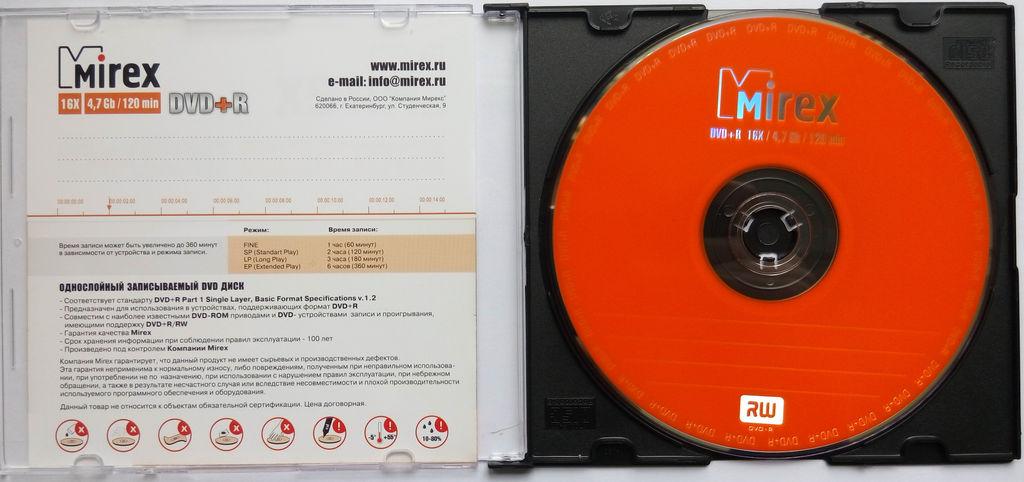 Mirex
16X 4,7 Gb / 120 min DVD+R
www.mirex.ru
e-mail: info@mirex.ru
Сделано в России, ООО "Компания Мирекс"
620066, г. Екатеринбург, ул. Студенческая, 9
00:00:00:00 00:00:02:00 00:00:04:00 00:00:06:00 00:00:08:00 00:00:10:00 00:00:12:00 00:00:14:00
Время записи может быть увеличено до 360 минут
в зависимости от устройства и режима записи.
Режим: Время записи:
FINE 1 час (60 минут)
SP (Standart Play) 2 часа (120 минут)
LP (Long Play) 3 часа (180 минут)
EP (Extended Play) 6 часов (360 минут)
ОДНОСЛОЙНЫЙ ЗАПИСЫВАЕМЫЙ DVD ДИСК
- Соответствует стандарту DVD+R Part 1 Single Layer, Basic Format Specifications v.1.2
- Предназначен для использования в устройствах, поддерживающих формат DVD+R
- Совместим с наиболее известными DVD-ROM приводами и DVD- устройствами записи и проигрывания,
имеющими поддержку DVD+R/RW
- Гарантия качества Mirex
- Срок хранения информации при соблюдении правил эксплуатации - 100 лет
- Произведено под контролем Компании Mirex
Компания Mirex гарантирует, что данный продукт не имеет сырьевых и производственных дефектов.
Эта гарантия неприменима к нормальному износу, либо повреждениям, полученным при неправильном использова-
нии, при употреблении не по назначению, при использовании с нарушением правил эксплуатации, при небрежном
обращении, а также в результате несчастного случая или вследствие несовместимости и плохой производительности
используемого программного обеспечения и оборудования.
Данный товар не относится к объектам обязательной сертификации. Цена договорная.
-5° +55°
10-80%
Mirex
DVD+R 16X / 4,7 Gb / 120 min
RW
DVD+R